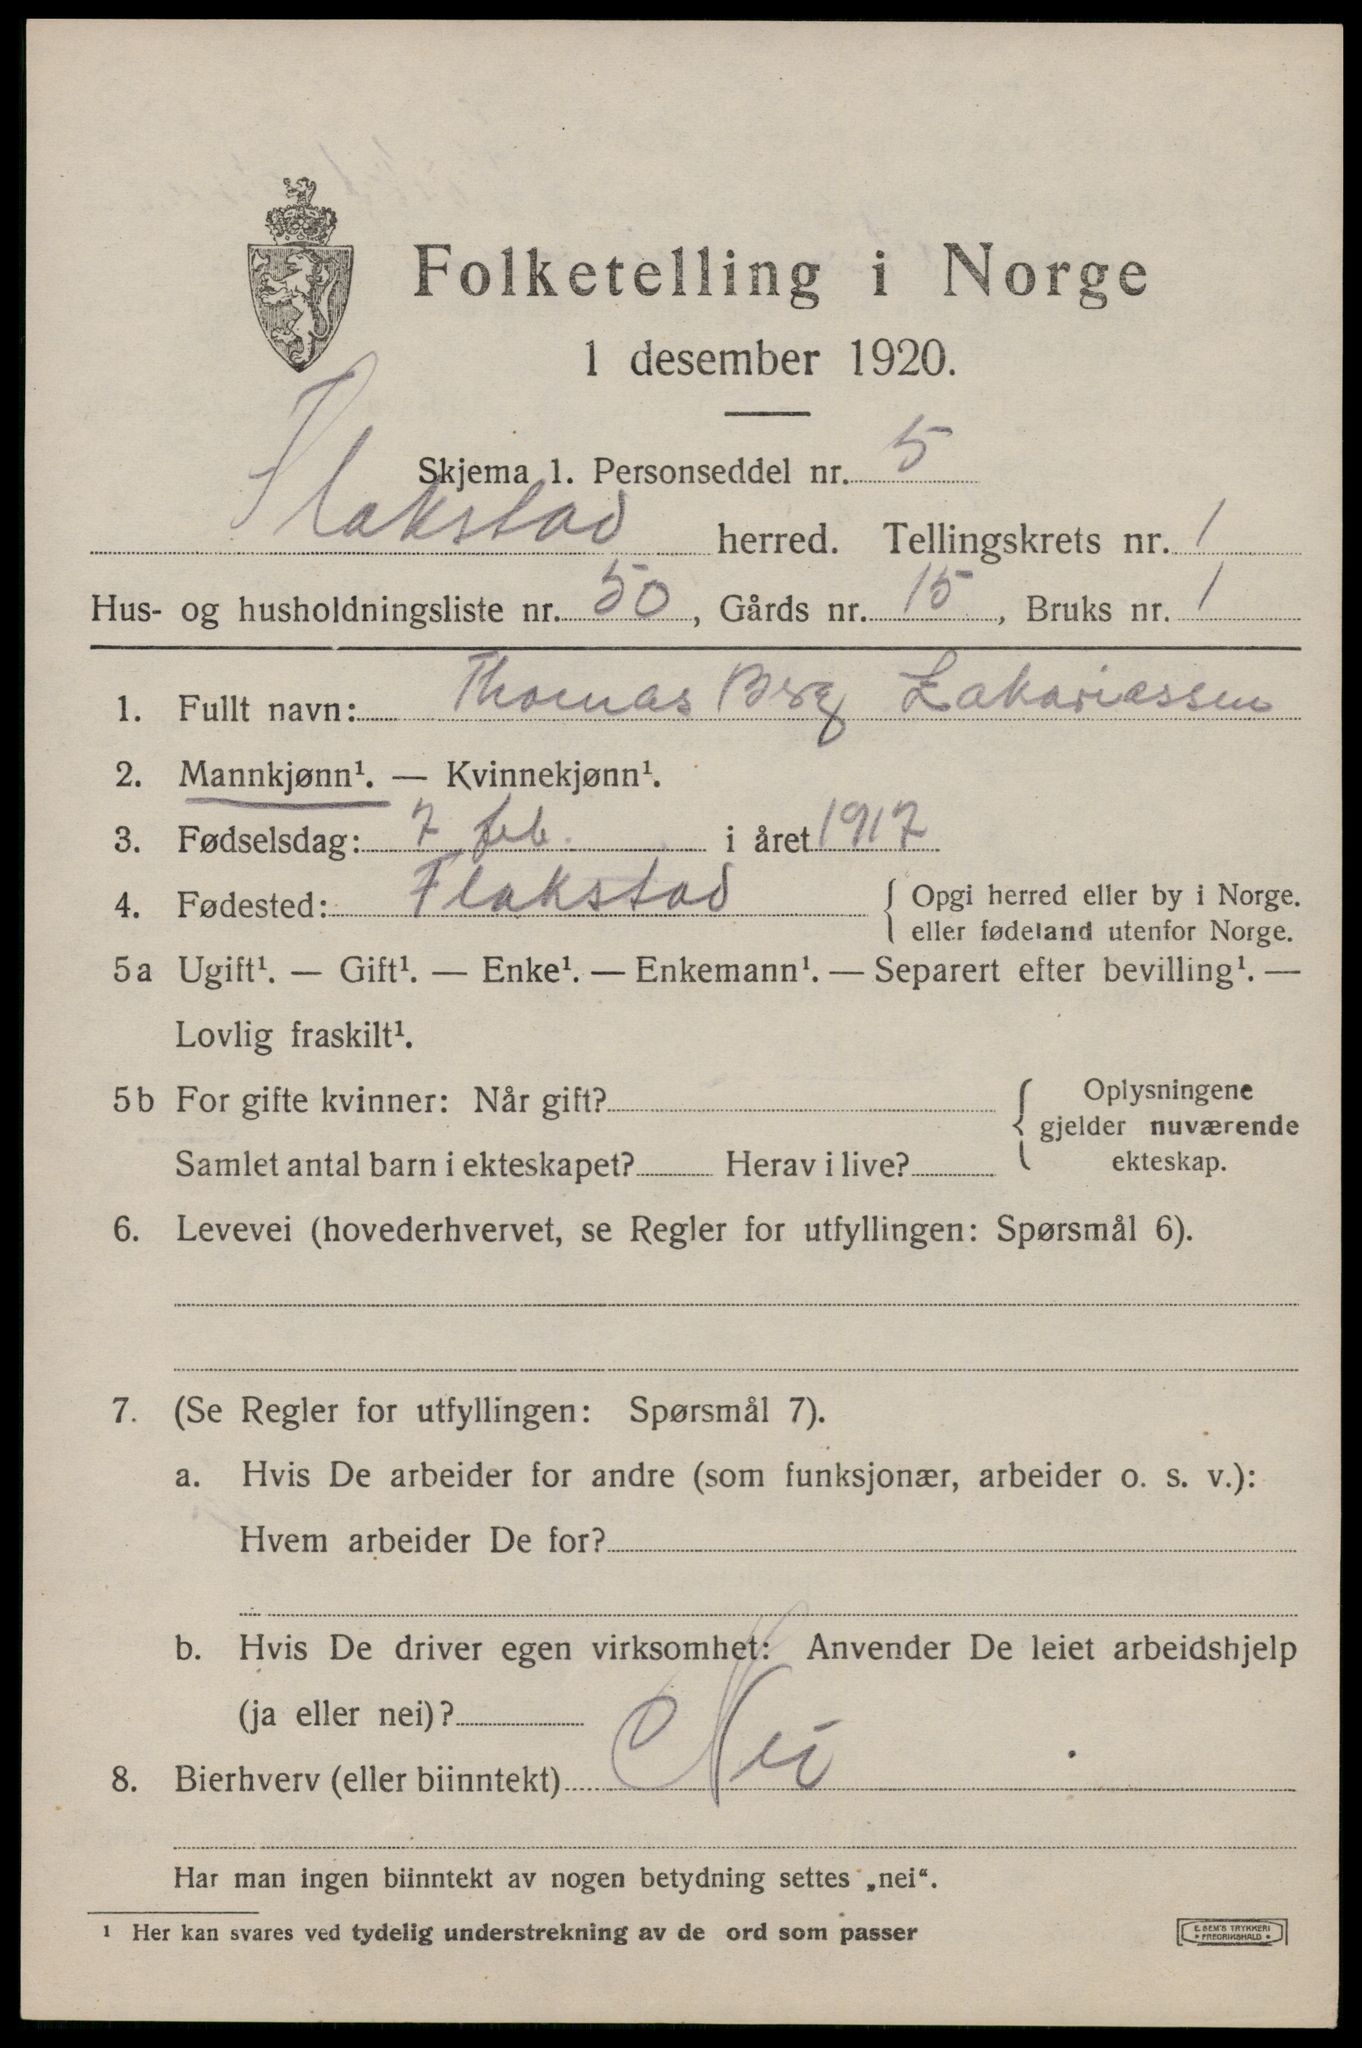 Folketelling i Norge
1 desember 1920.
Skjema 1. Personseddel nr. 5
Flakstad herred. Tellingskrets nr. 1
Hus- og husholdningsliste nr. 50, Gårds nr. 15, Bruks nr. 1
1. Fullt navn: Thomas Berg Zakariassen
2. Mannkjønn¹. — Kvinnekjønn¹.
3. Fødselsdag: 7 feb. i året 1917
4. Fødested: Flakstad { Opgi herred eller by i Norge.
eller fødeland utenfor Norge.
5a Ugift¹. — Gift¹. — Enke¹. — Enkemann¹. — Separert efter bevilling¹. —
Lovlig fraskilt¹.
5b For gifte kvinner: Når gift? { Oplysningene
gjelder nuværende
Samlet antal barn i ekteskapet? Herav i live? ekteskap.
6. Levevei (hovederhvervet, se Regler for utfyllingen: Spørsmål 6).
7. (Se Regler for utfyllingen: Spørsmål 7).
a. Hvis De arbeider for andre (som funksjonær, arbeider o. s. v.):
Hvem arbeider De for?
b. Hvis De driver egen virksomhet: Anvender De leiet arbeidshjelp
(ja eller nei)?
8. Bierhverv (eller biinntekt) Nei
Har man ingen biinntekt av nogen betydning settes „nei“.
¹ Her kan svares ved tydelig understrekning av de ord som passer
E. SEM'S TRYKKERI
FREDRIKSHALD